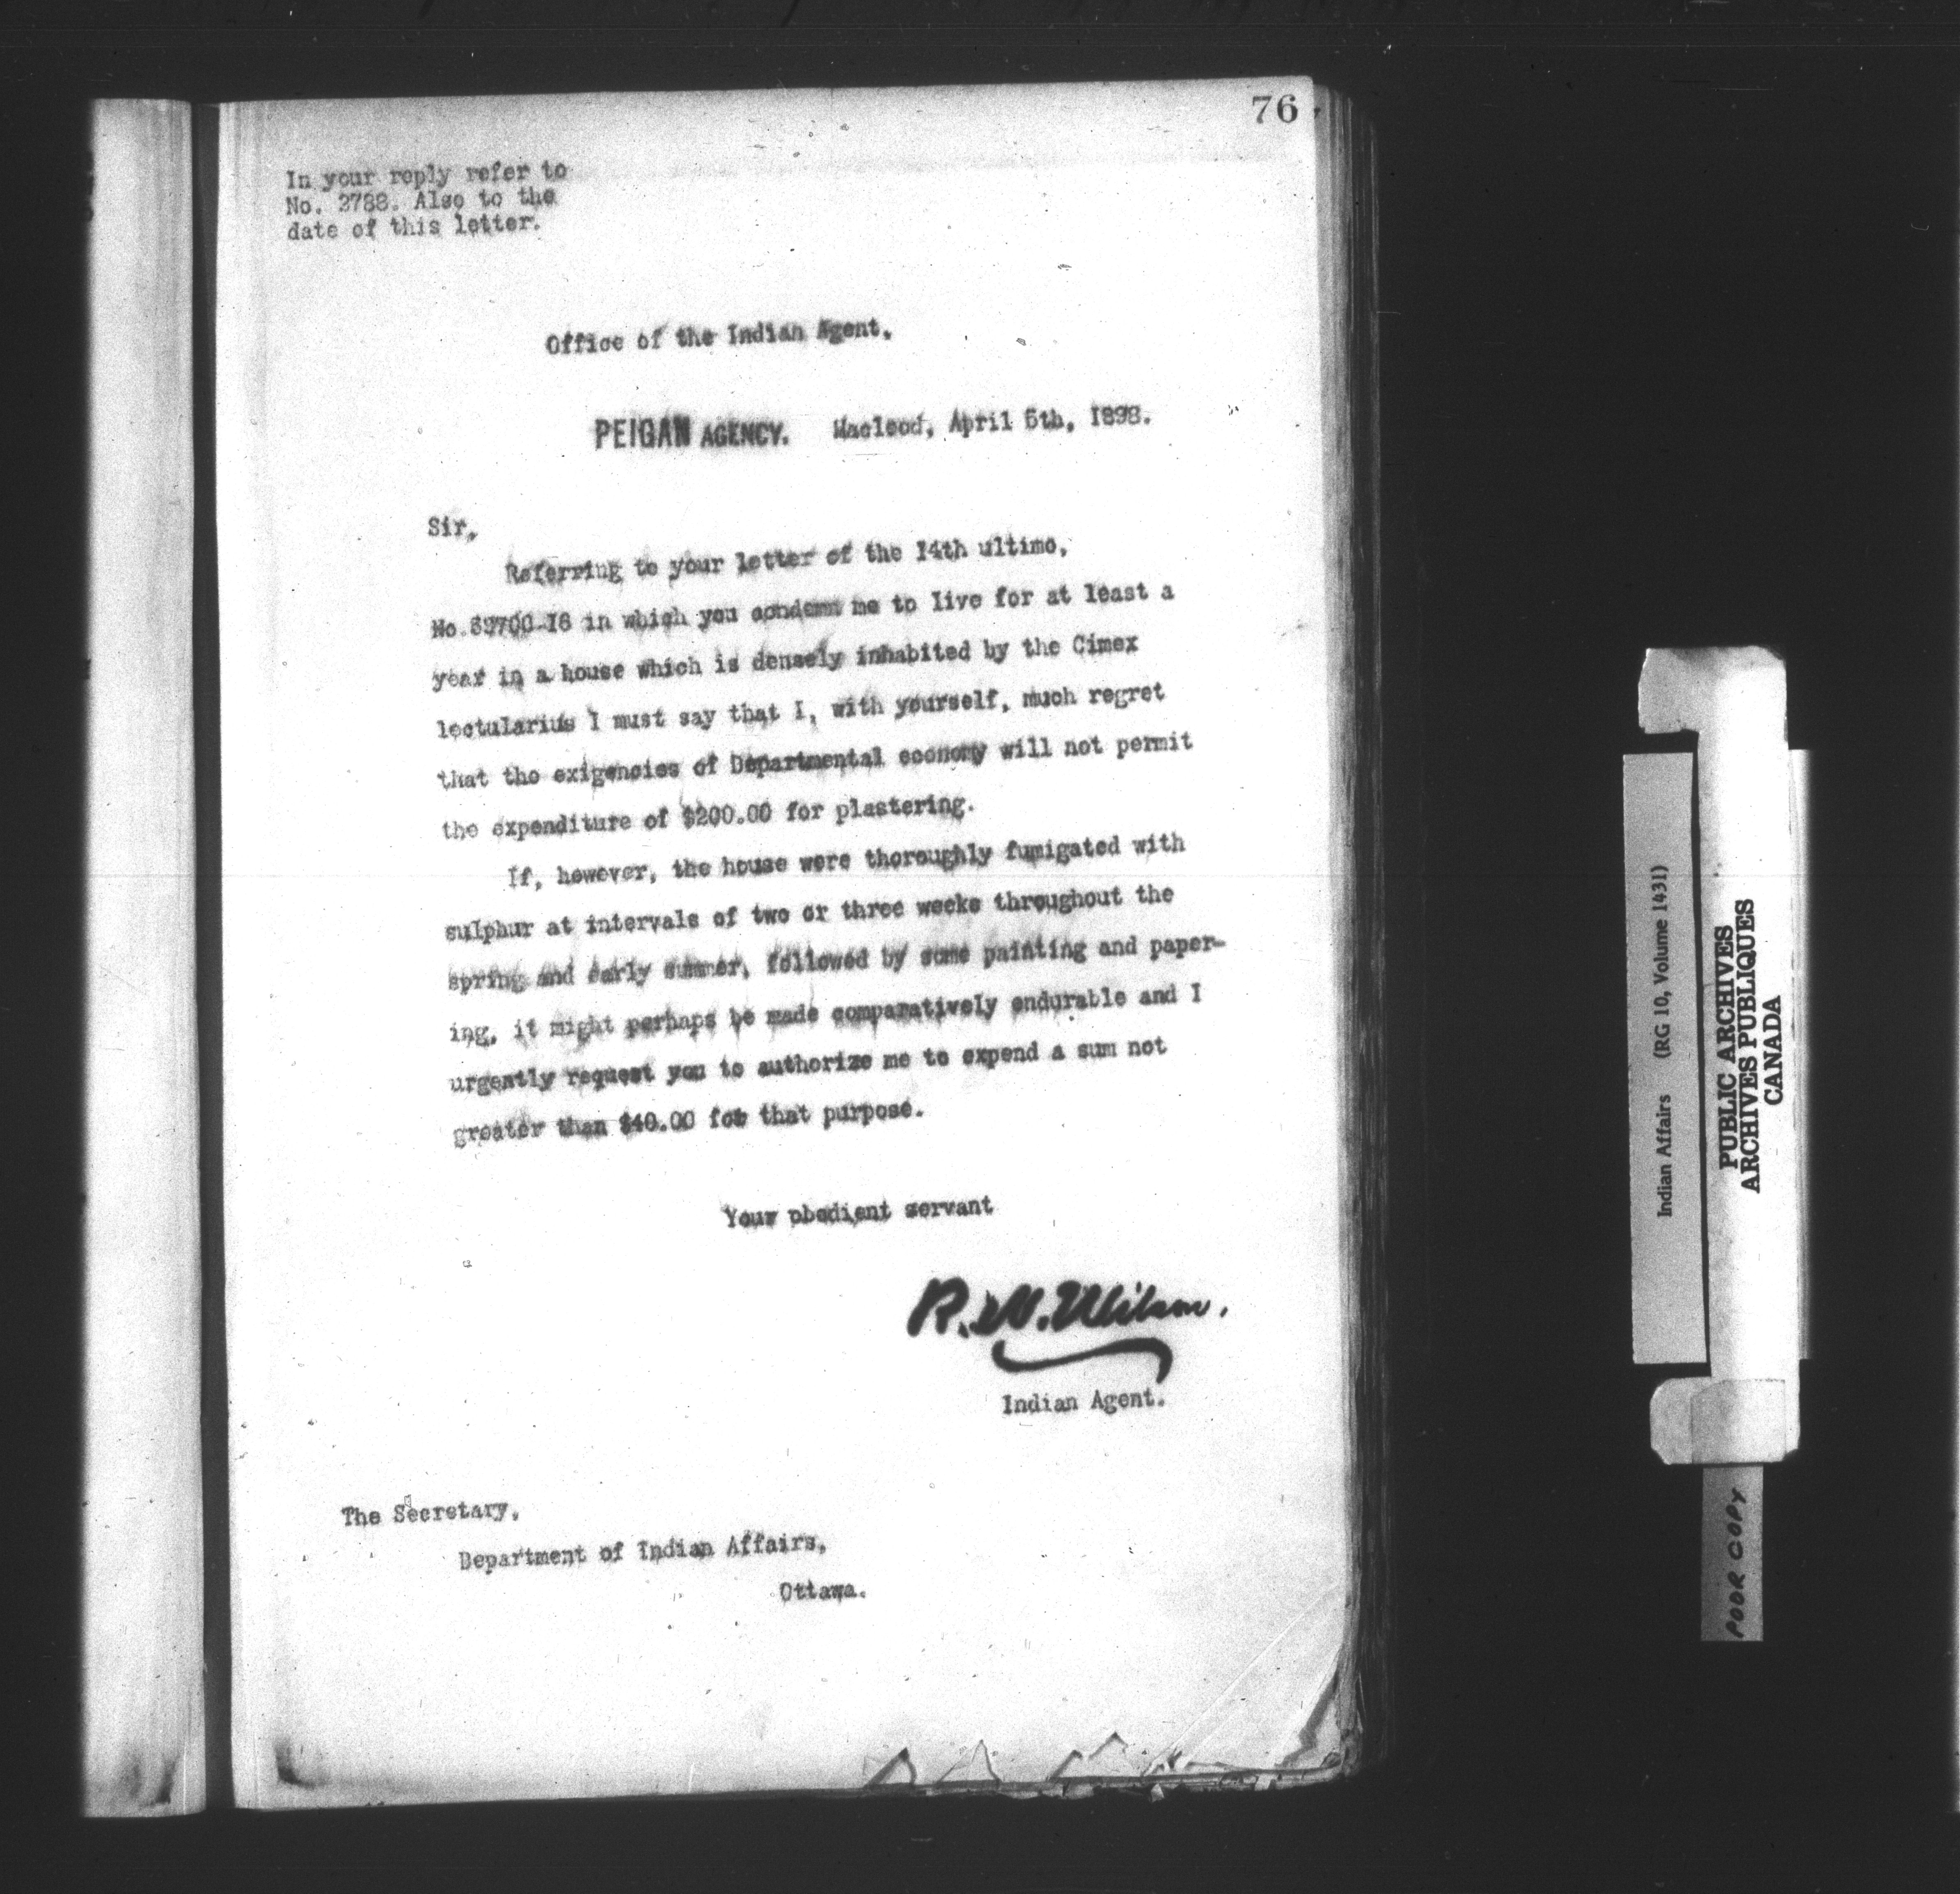 76
In your reply refer to
No. 2788. Also to the
date of this letter.
Office of the Indian Agent.
PEIGAN AGENCY. Macleod, April 5th, 1898.
Sir,
Referring to your letter of the 14th ultimo,
No. in which you condemn me to live for at least a
year in a house which is densely inhabited by the Cimex
lectularius I must say that I, with yourself, much regret
that the exigencies of Departmental economy will not permit
the expenditure of $200.00 for plastering.
If, however, the house were thoroughly fumigated with
sulphur at intervals of two or three weeks throughout the
spring and early summer, followed by some painting and paper-
ing, it might perhaps be made comparatively endurable and I
urgently request you to authorize me to expend a sum not
greater than $40.00 for that purpose.
Your obedient servant
R.N. Wilson.
Indian Agent.
The Secretary,
Department of Indian Affairs,
Ottawa.
Indian Affairs (RG 10, Volume 1431)
PUBLIC ARCHIVES
ARCHIVES PUBLIQUES
CANADA
POOR COPY